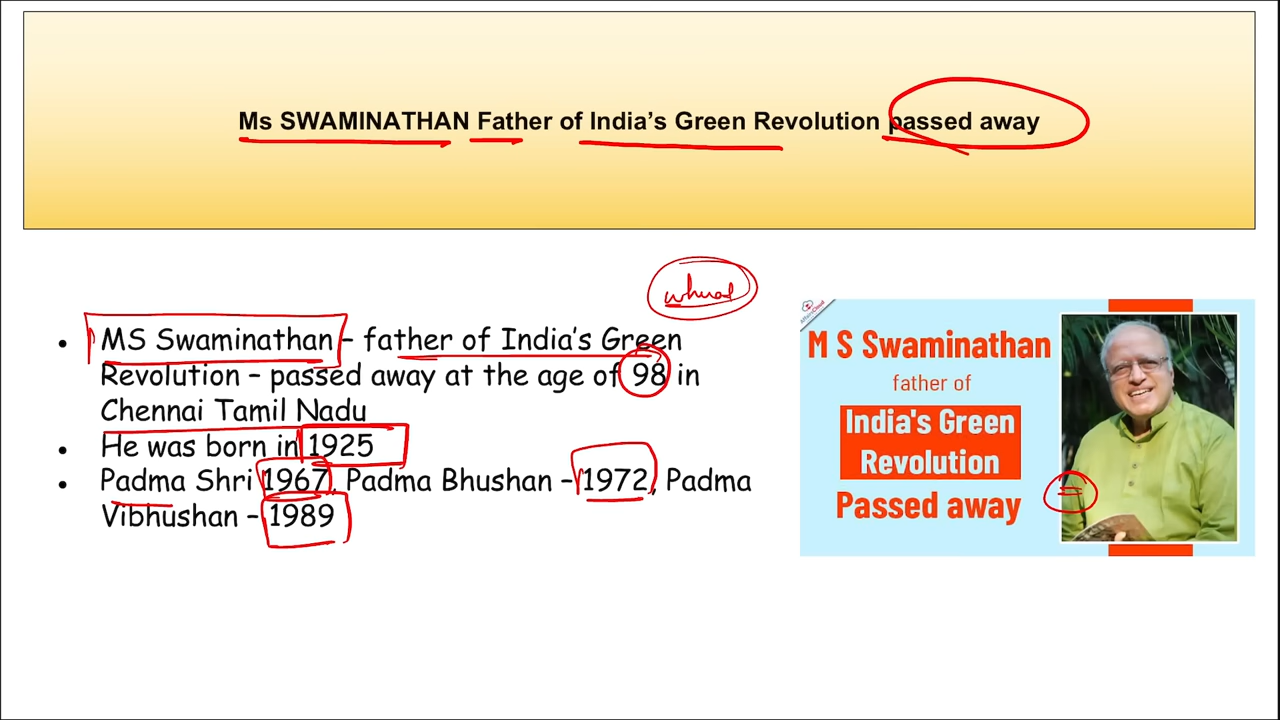 Ms SWAMINATHAN Father of India's Green Revolution passed away
• MS Swaminathan – father of India's Green
Revolution – passed away at the age of 98 in
Chennai Tamil Nadu
• He was born in 1925
• Padma Shri 1967, Padma Bhushan – 1972, Padma
Vibhushan – 1989
M S Swaminathan
father of
India's Green
Revolution
Passed away